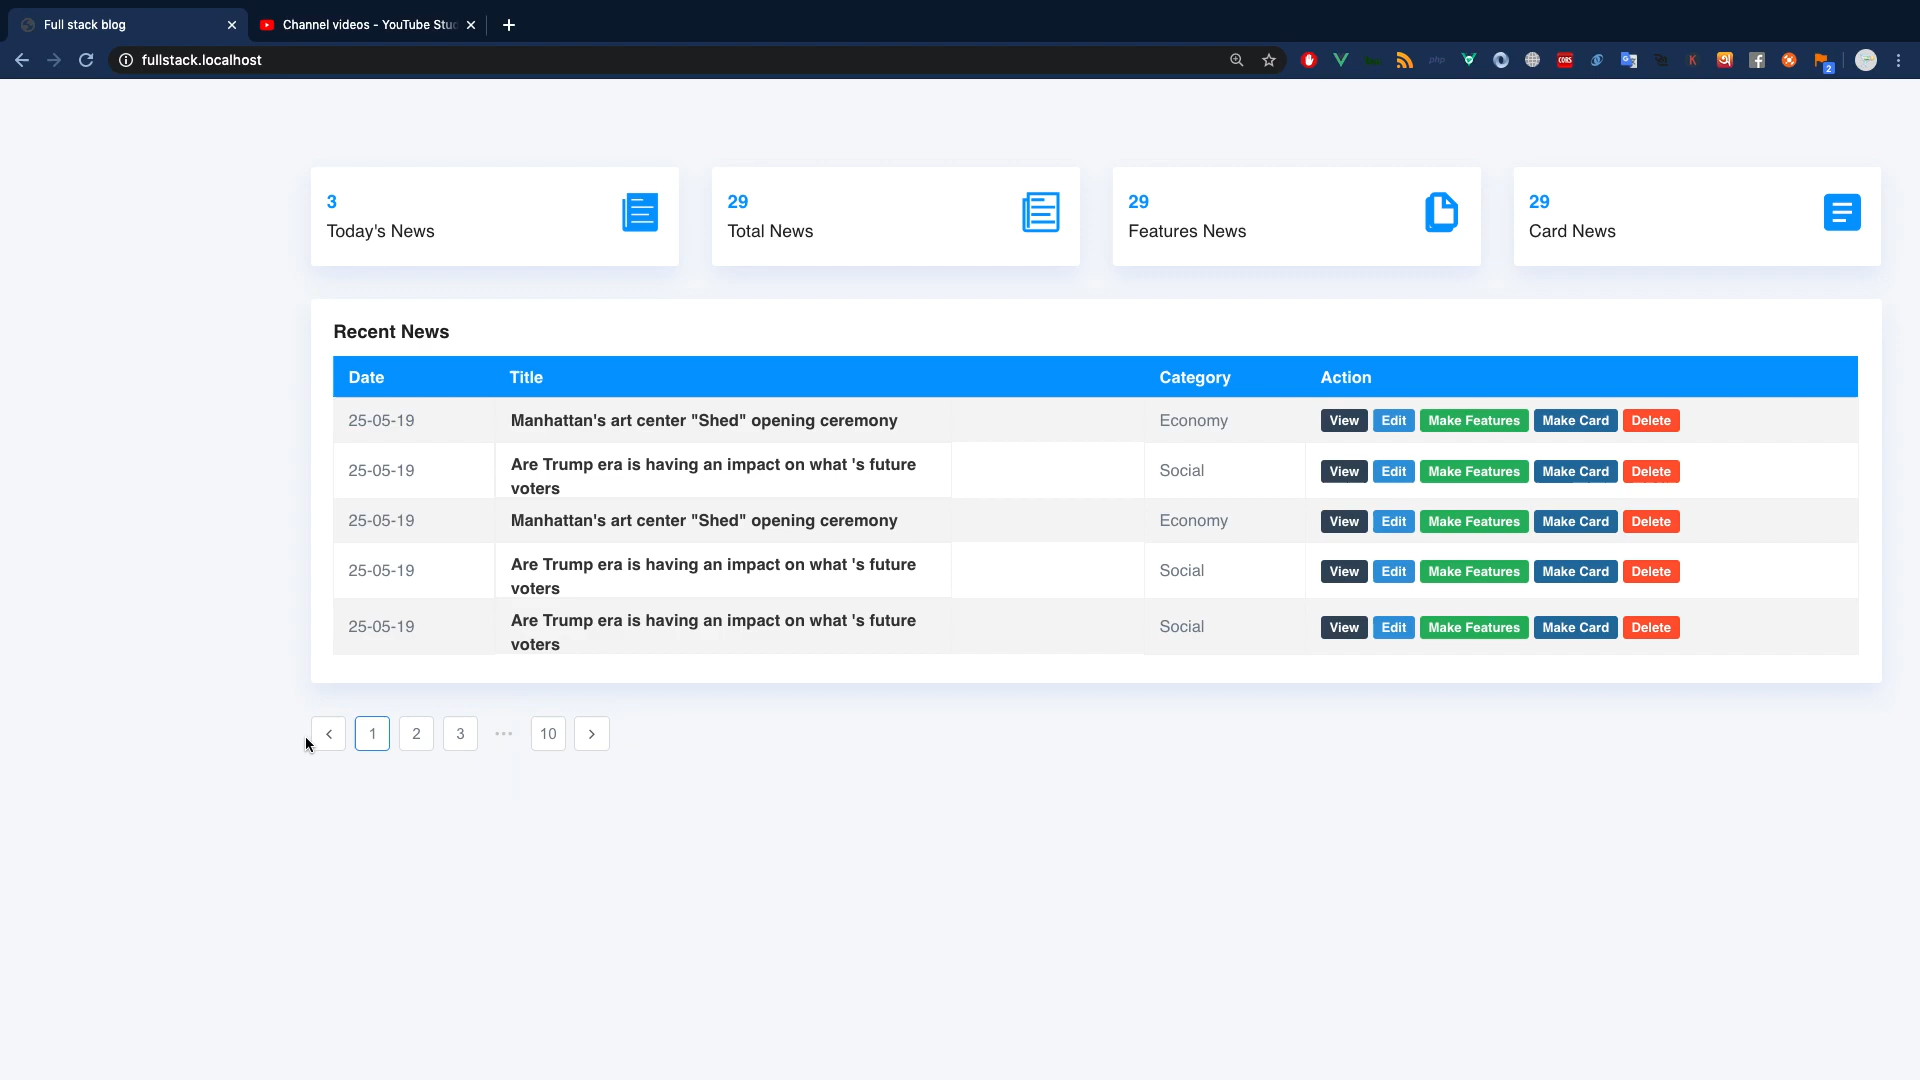 Full stack blog
Channel videos - YouTube Stu
fullstack.localhost
php
CORS
K
2
3
Today's News
29
Total News
29
Features News
29
Card News
Recent News
Date Title Category Action
25-05-19 Manhattan's art center "Shed" opening ceremony Economy View Edit Make Features Make Card Delete
25-05-19 Are Trump era is having an impact on what 's future
voters Social View Edit Make Features Make Card Delete
25-05-19 Manhattan's art center "Shed" opening ceremony Economy View Edit Make Features Make Card Delete
25-05-19 Are Trump era is having an impact on what 's future
voters Social View Edit Make Features Make Card Delete
25-05-19 Are Trump era is having an impact on what 's future
voters Social View Edit Make Features Make Card Delete
1 2 3 ••• 10